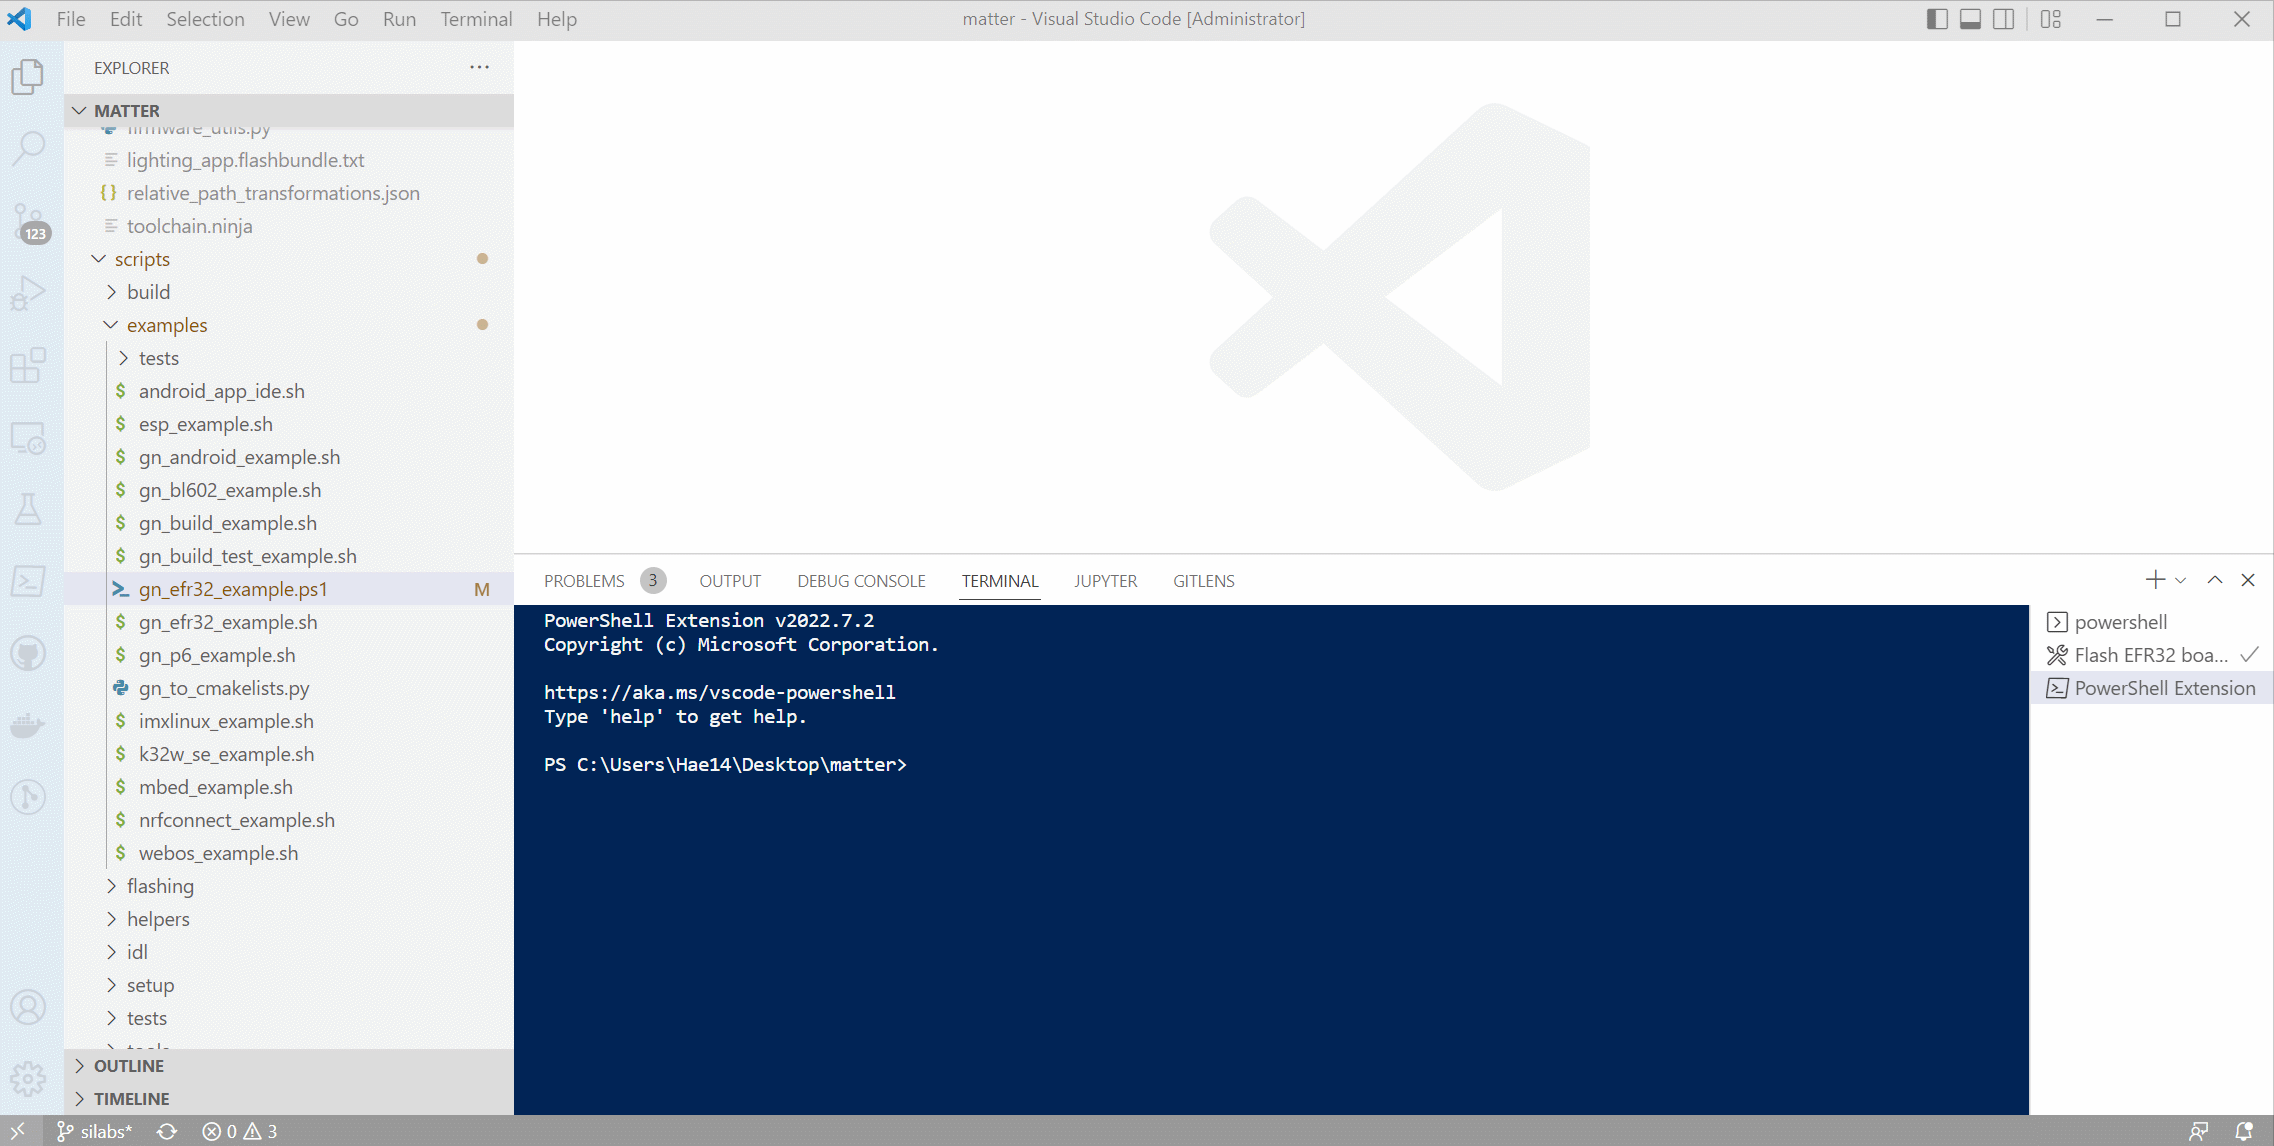 File Edit Selection View Go Run Terminal Help
matter - Visual Studio Code [Administrator]
EXPLORER
MATTER
firmware_utils.py
lighting_app.flashbundle.txt
relative_path_transformations.json
toolchain.ninja
scripts
build
examples
tests
android_app_ide.sh
esp_example.sh
gn_android_example.sh
gn_bl602_example.sh
gn_build_example.sh
gn_build_test_example.sh
gn_efr32_example.ps1 M
gn_efr32_example.sh
gn_p6_example.sh
gn_to_cmakelists.py
imxlinux_example.sh
k32w_se_example.sh
mbed_example.sh
nrfconnect_example.sh
webos_example.sh
flashing
helpers
idl
setup
tests
tools
OUTLINE
TIMELINE
123
PROBLEMS 3 OUTPUT DEBUG CONSOLE TERMINAL JUPYTER GITLENS
PowerShell Extension v2022.7.2
Copyright (c) Microsoft Corporation.
https://aka.ms/vscode-powershell
Type 'help' to get help.
PS C:\Users\Hae14\Desktop\matter>
powershell
Flash EFR32 boa...
PowerShell Extension
silabs* 0 3